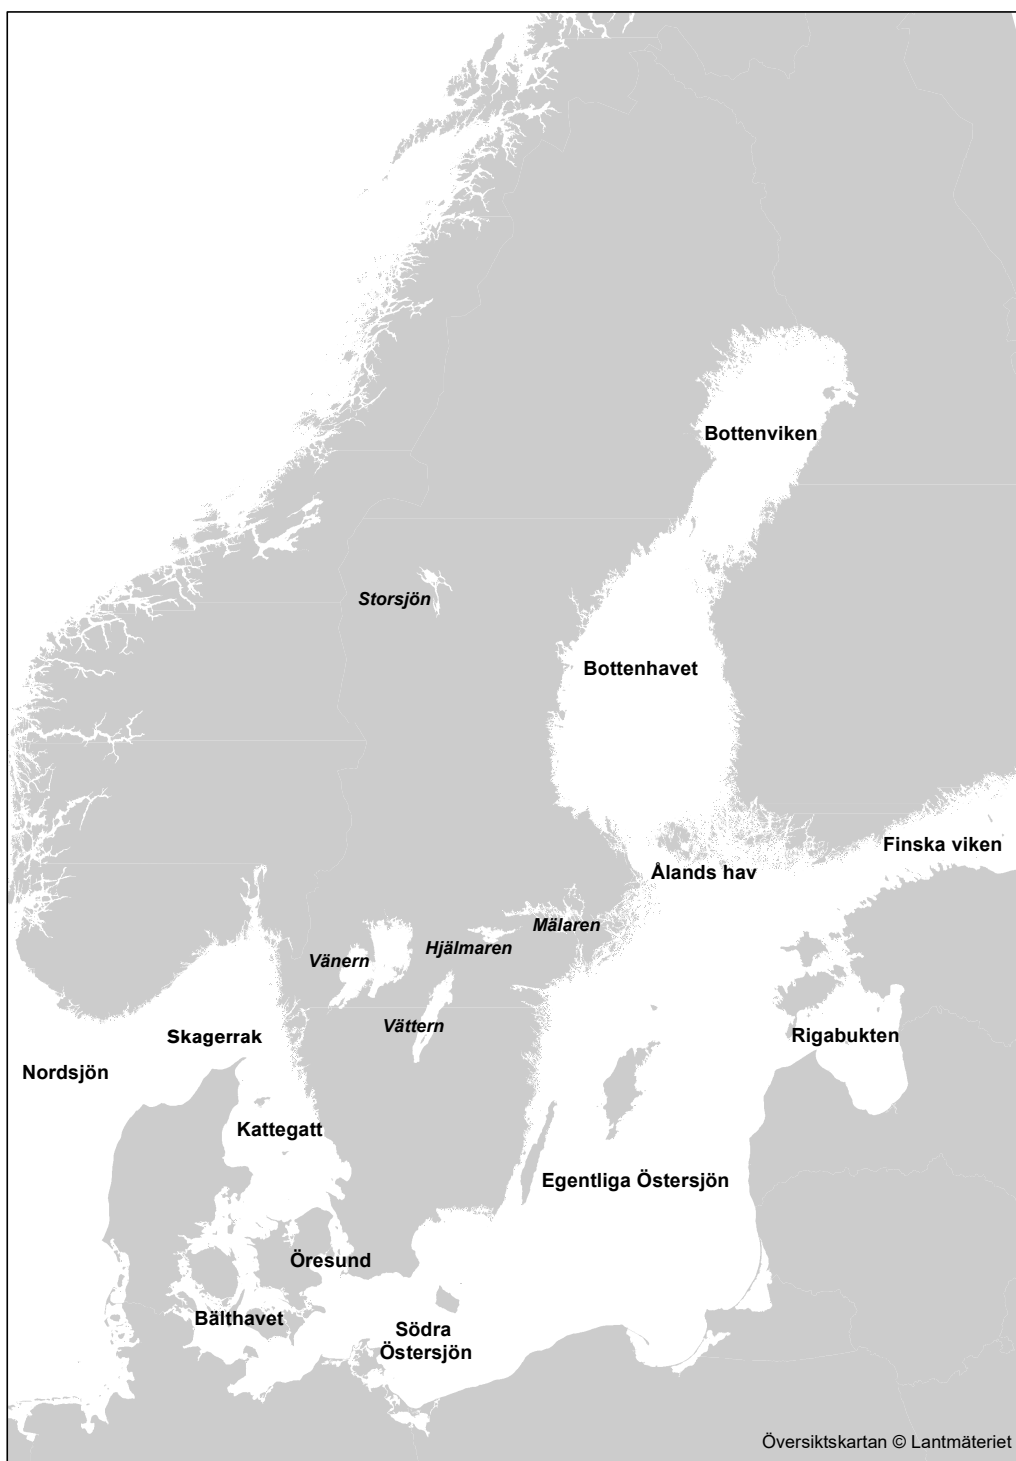 Bottenviken
Storsjön
Bottenhavet
Finska viken
Ålands hav
Mälaren
Hjälmaren
Vänern
Vättern
Skagerrak
Rigabukten
Nordsjön
Kattegatt
Egentliga Östersjön
Öresund
Bälthavet
Södra
Östersjön
Översiktskartan © Lantmäteriet